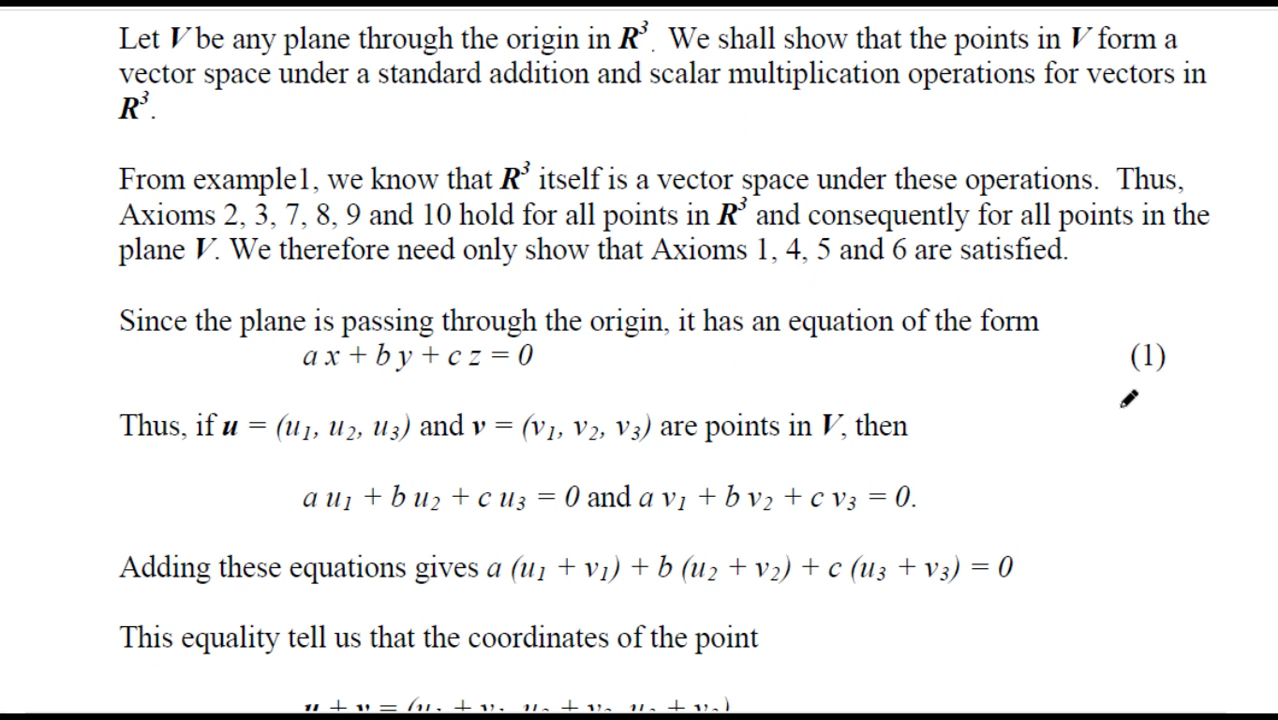 Let V be any plane through the origin in R³. We shall show that the points in V form a
vector space under a standard addition and scalar multiplication operations for vectors in
R³.
From example1, we know that R³ itself is a vector space under these operations. Thus,
Axioms 2, 3, 7, 8, 9 and 10 hold for all points in R³ and consequently for all points in the
plane V. We therefore need only show that Axioms 1, 4, 5 and 6 are satisfied.
Since the plane is passing through the origin, it has an equation of the form
a x + b y + c z = 0 (1)
Thus, if u = (u₁, u₂, u₃) and v = (v₁, v₂, v₃) are points in V, then
a u₁ + b u₂ + c u₃ = 0 and a v₁ + b v₂ + c v₃ = 0.
Adding these equations gives a (u₁ + v₁) + b (u₂ + v₂) + c (u₃ + v₃) = 0
This equality tell us that the coordinates of the point
u + v = (u₁ + v₁, u₂ + v₂, u₃ + v₃)